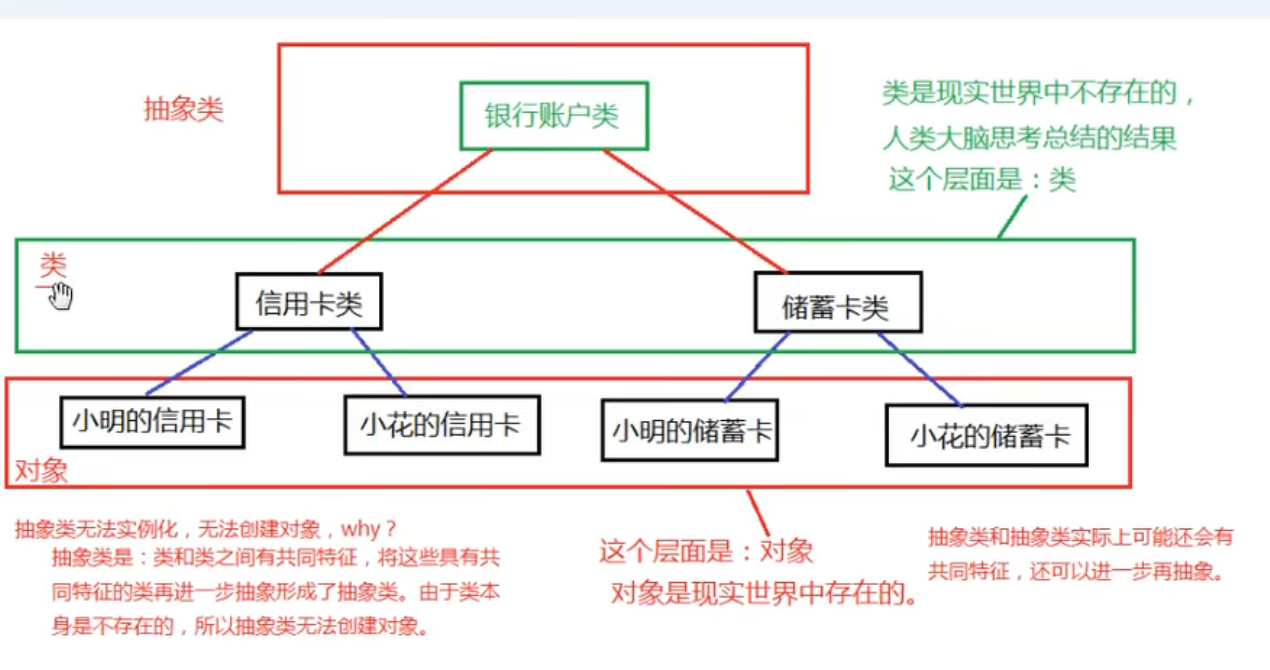 抽象类
银行账户类
类是现实世界中不存在的，
人类大脑思考总结的结果
这个层面是：类
类
信用卡类
储蓄卡类
小明的信用卡
小花的信用卡
小明的储蓄卡
小花的储蓄卡
对象
抽象类无法实例化，无法创建对象，why？
抽象类是：类和类之间有共同特征，将这些具有共
同特征的类再进一步抽象形成了抽象类。由于类本
身是不存在的，所以抽象类无法创建对象。
这个层面是：对象
对象是现实世界中存在的。
抽象类和抽象类实际上可能还会有
共同特征，还可以进一步再抽象。